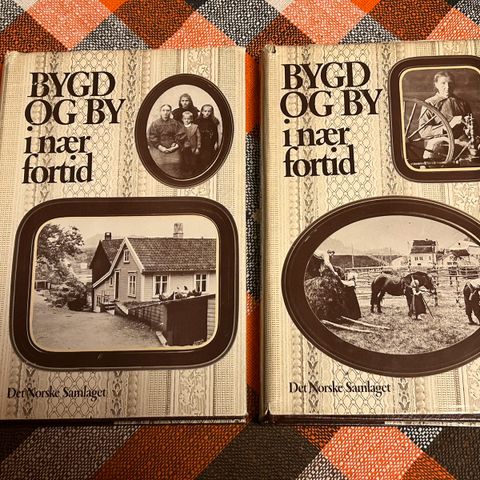 BYGD
OG BY
i nær
fortid
Det Norske Samlaget
BYGD
OG BY
i nær
fortid
Det Norske Samlaget